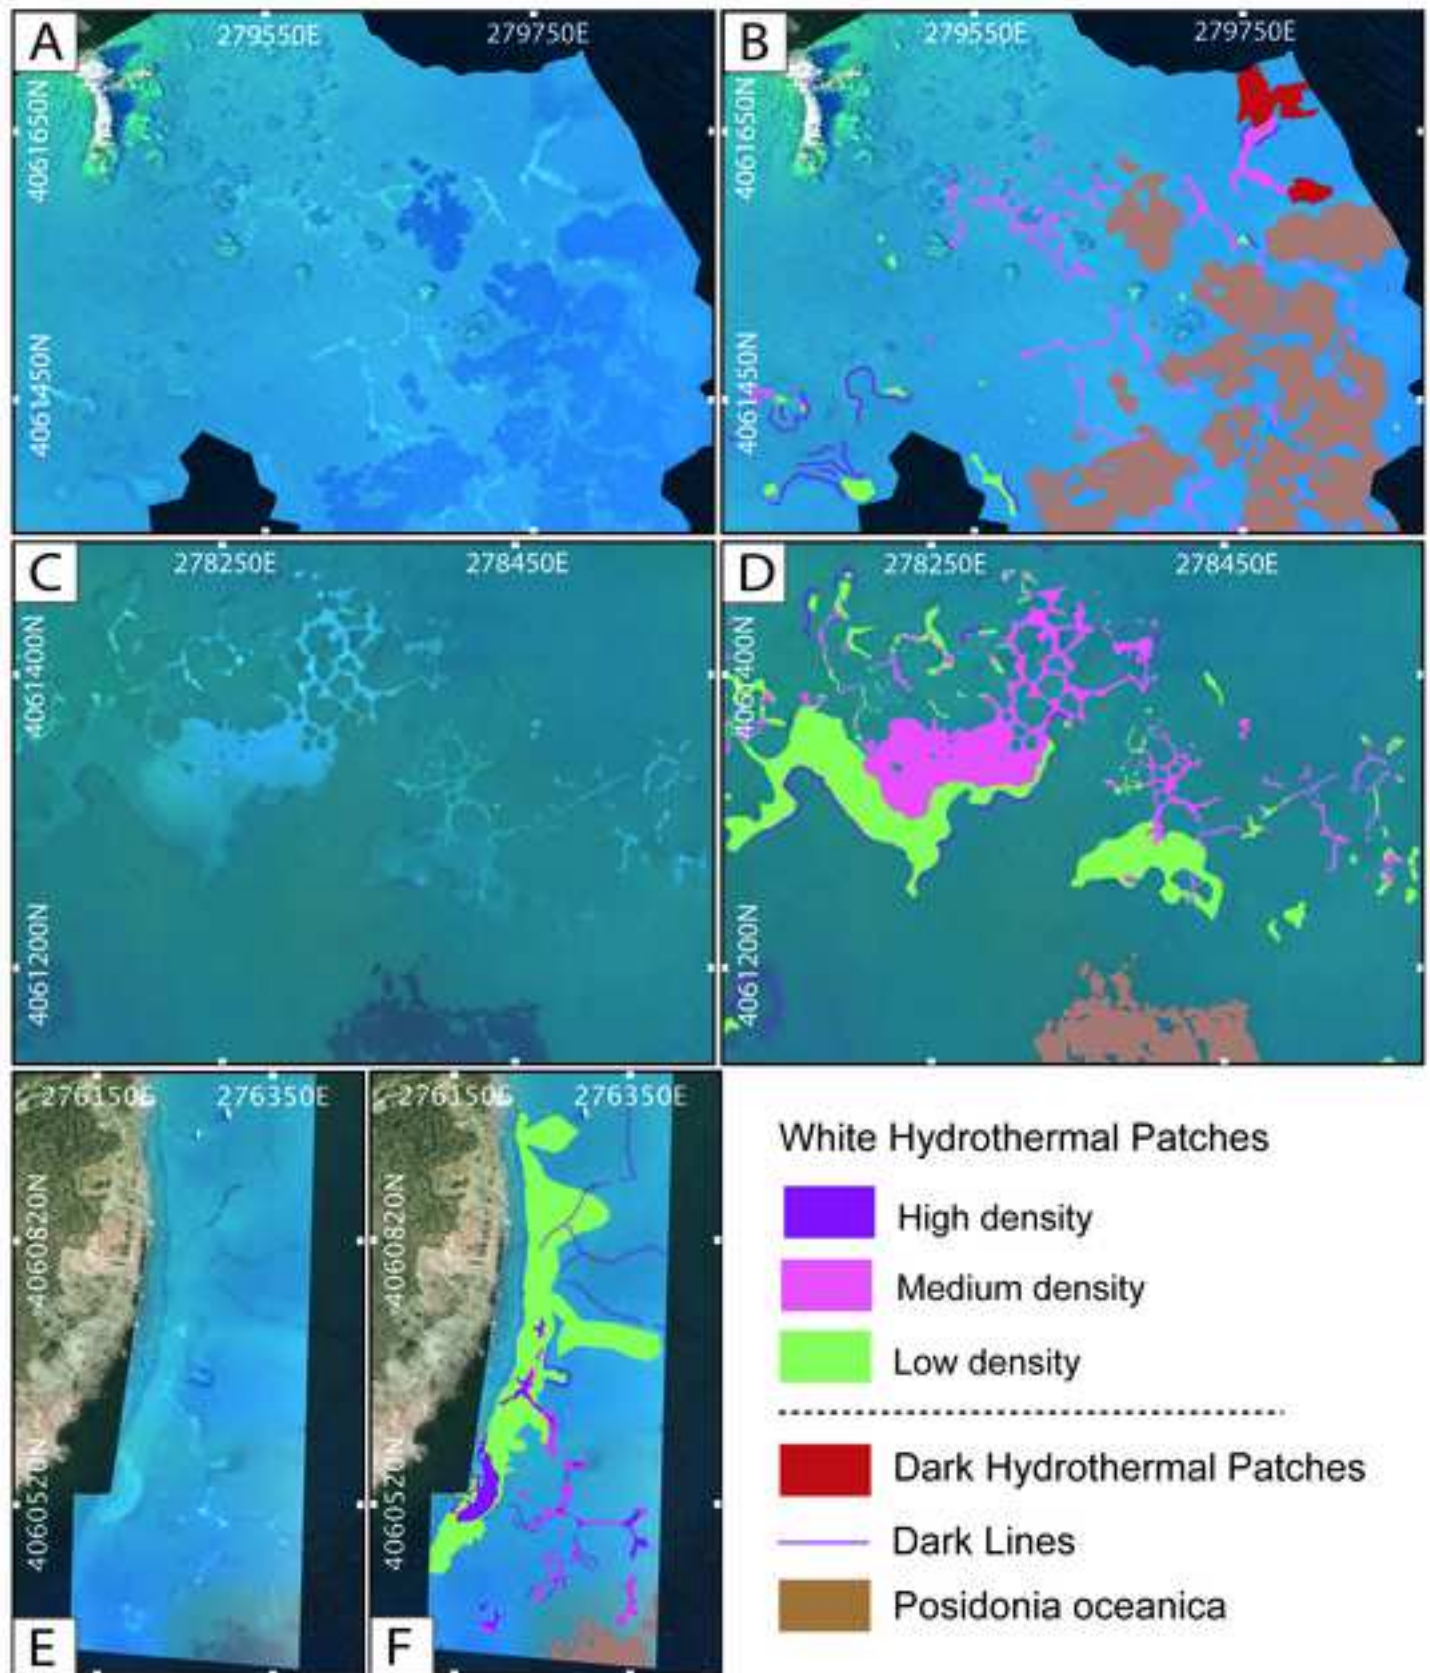 A
279550E
279750E
4061650N
4061450N
B
279550E
279750E
4061650N
4061450N
C
278250E
278450E
4061400N
4061200N
D
278250E
278450E
4061400N
4061200N
276150E
276350E
4060820N
4060520N
E
276150E
276350E
4060820N
4060520N
F
White Hydrothermal Patches
High density
Medium density
Low density
Dark Hydrothermal Patches
Dark Lines
Posidonia oceanica